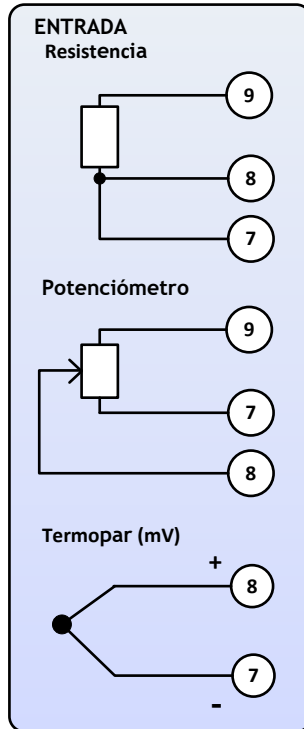 ENTRADA
Resistencia
9
8
7
Potenciómetro
9
7
8
Termopar (mV)
+
8
7
-